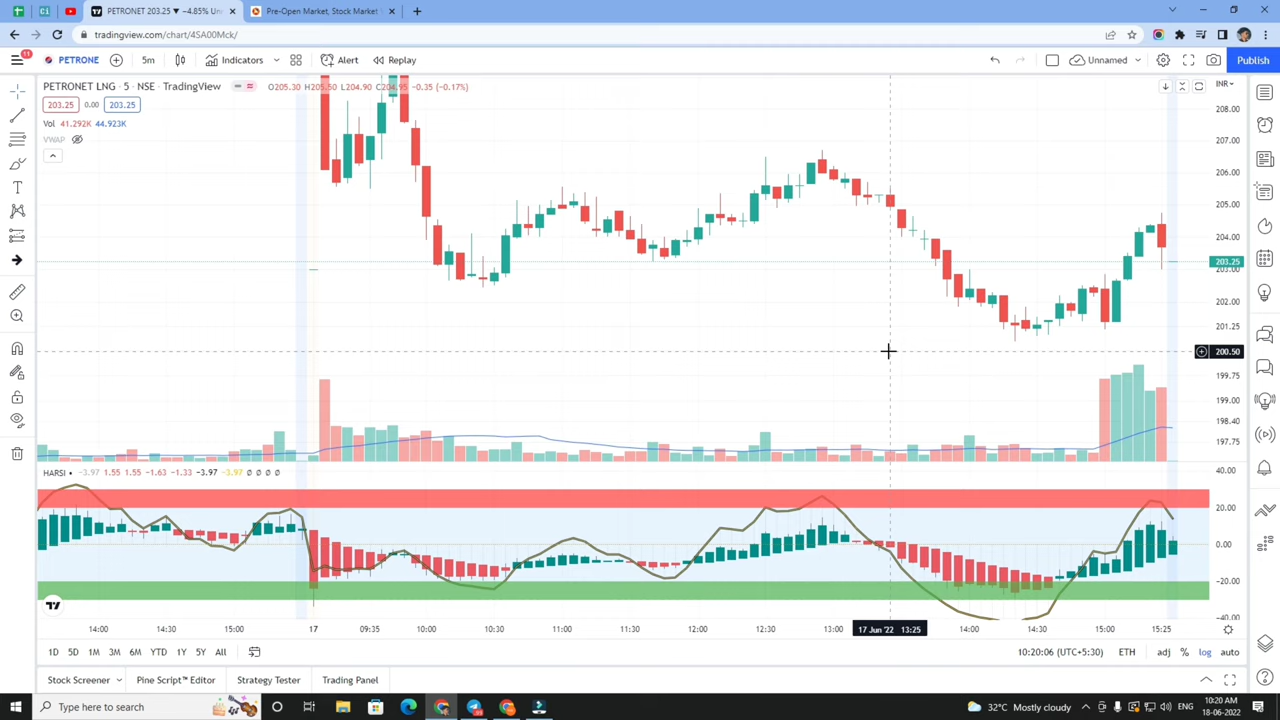 PETRONET 203.25 ▼ −4.85% Un
Pre-Open Market, Stock Market
tradingview.com/chart/4SA00Mck/
11
PETRONE
5m
Indicators
Alert
Replay
Unnamed
Publish
PETRONET LNG · 5 · NSE · TradingView
O205.30 H205.50 L204.90 C204.95 −0.35 (−0.17%)
INR
203.25 0.00 203.25
Vol 41.292K 44.923K
VWAP
208.00
207.00
206.00
205.00
204.00
203.25
203.00
202.00
201.25
200.50
199.75
199.00
198.40
197.75
HARSI −3.97 1.55 1.55 −1.63 −1.33 −3.97 −3.97 ∅ ∅ ∅ ∅
40.00
20.00
0.00
−20.00
−40.00
14:00 14:30 15:00 17 09:35 10:00 10:30 11:00 11:30 12:00 12:30 13:00 17 Jun '22 13:25 14:00 14:30 15:00 15:25
1D 5D 1M 3M 6M YTD 1Y 5Y All
10:20:06 (UTC+5:30) ETH adj % log auto
Stock Screener Pine Script™ Editor Strategy Tester Trading Panel
Type here to search
32°C Mostly cloudy
ENG
10:20 AM
18-06-2022